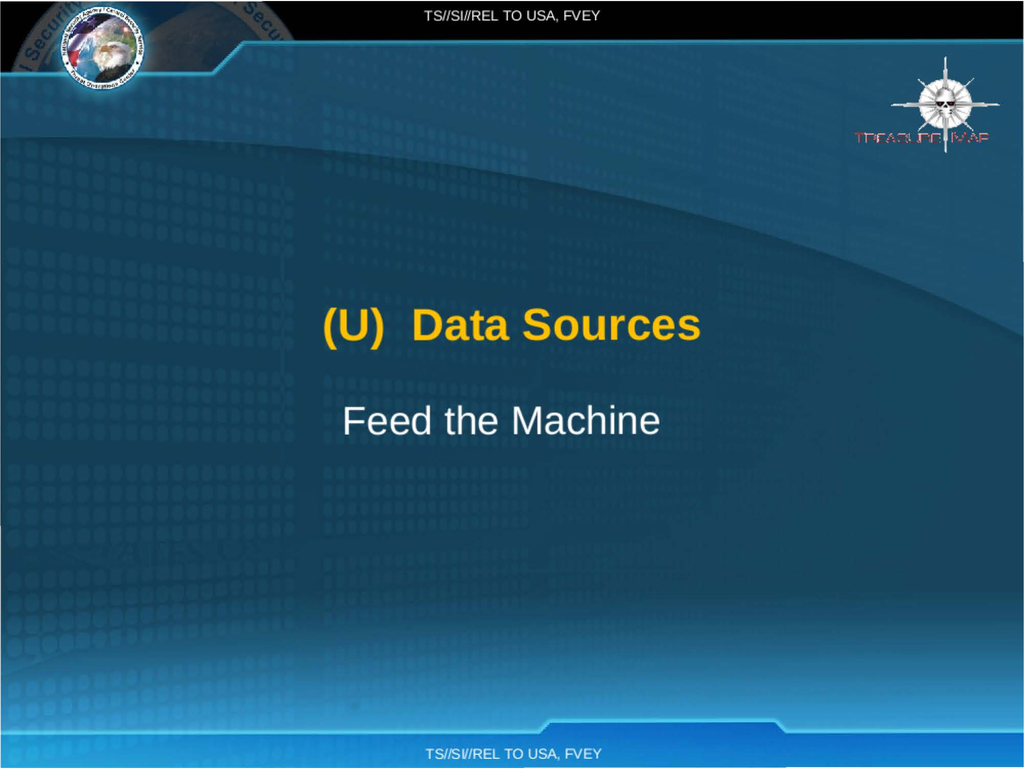 TS//SI//REL TO USA, FVEY
TREASURE MAP
(U) Data Sources
Feed the Machine
TS//SI//REL TO USA, FVEY